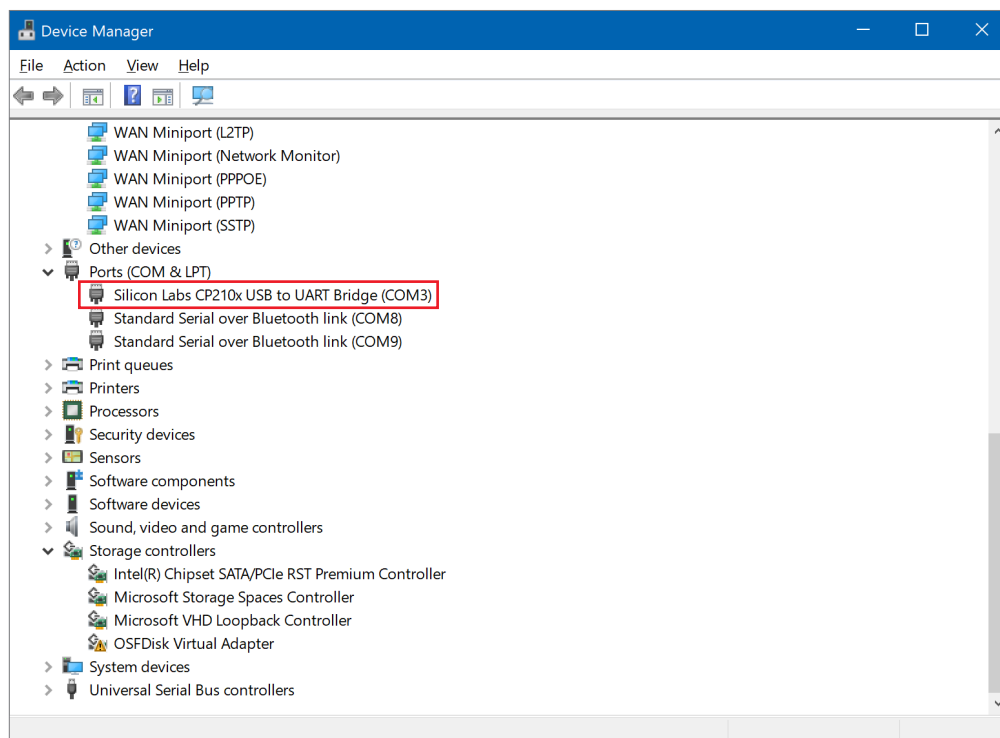 Device Manager
File Action View Help
WAN Miniport (L2TP)
WAN Miniport (Network Monitor)
WAN Miniport (PPPOE)
WAN Miniport (PPTP)
WAN Miniport (SSTP)
Other devices
Ports (COM & LPT)
Silicon Labs CP210x USB to UART Bridge (COM3)
Standard Serial over Bluetooth link (COM8)
Standard Serial over Bluetooth link (COM9)
Print queues
Printers
Processors
Security devices
Sensors
Software components
Software devices
Sound, video and game controllers
Storage controllers
Intel(R) Chipset SATA/PCIe RST Premium Controller
Microsoft Storage Spaces Controller
Microsoft VHD Loopback Controller
OSFDisk Virtual Adapter
System devices
Universal Serial Bus controllers